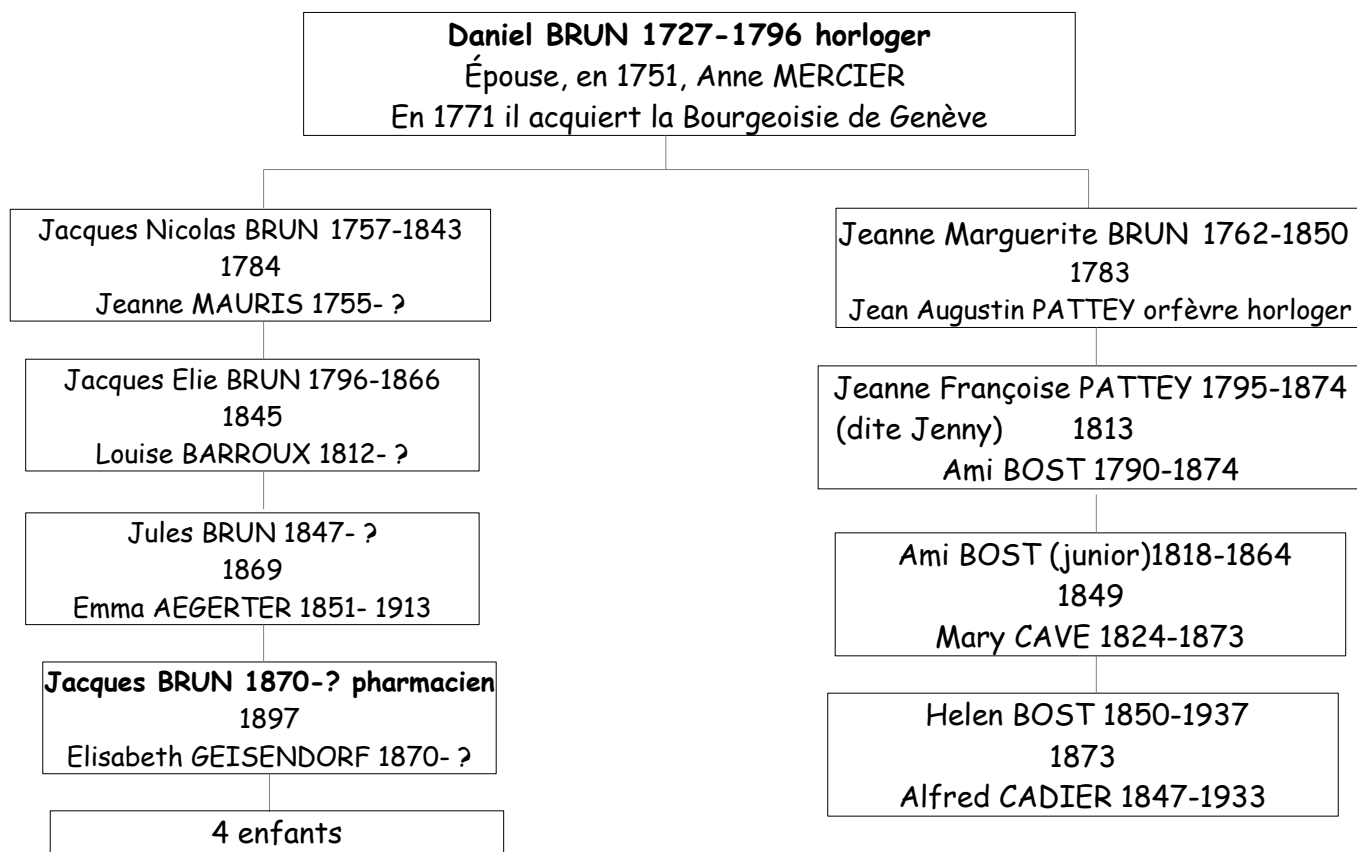 Daniel BRUN 1727-1796 horloger
Épouse, en 1751, Anne MERCIER
En 1771 il acquiert la Bourgeoisie de Genève
Jacques Nicolas BRUN 1757-1843
1784
Jeanne MAURIS 1755- ?
Jacques Elie BRUN 1796-1866
1845
Louise BARROUX 1812- ?
Jules BRUN 1847- ?
1869
Emma AEGERTER 1851- 1913
Jacques BRUN 1870-? pharmacien
1897
Elisabeth GEISENDORF 1870- ?
4 enfants
Jeanne Marguerite BRUN 1762-1850
1783
Jean Augustin PATTEY orfèvre horloger
Jeanne Françoise PATTEY 1795-1874
(dite Jenny) 1813
Ami BOST 1790-1874
Ami BOST (junior)1818-1864
1849
Mary CAVE 1824-1873
Helen BOST 1850-1937
1873
Alfred CADIER 1847-1933